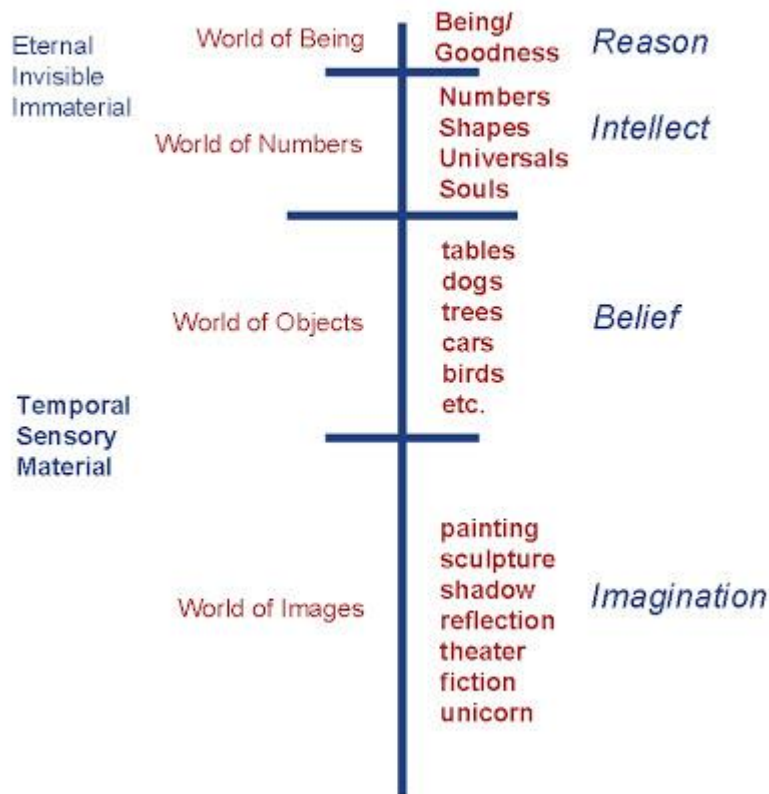 Eternal
Invisible
Immaterial
World of Being
Being/
Goodness
Reason
World of Numbers
Numbers
Shapes
Universals
Souls
Intellect
World of Objects
tables
dogs
trees
cars
birds
etc.
Belief
Temporal
Sensory
Material
World of Images
painting
sculpture
shadow
reflection
theater
fiction
unicorn
Imagination